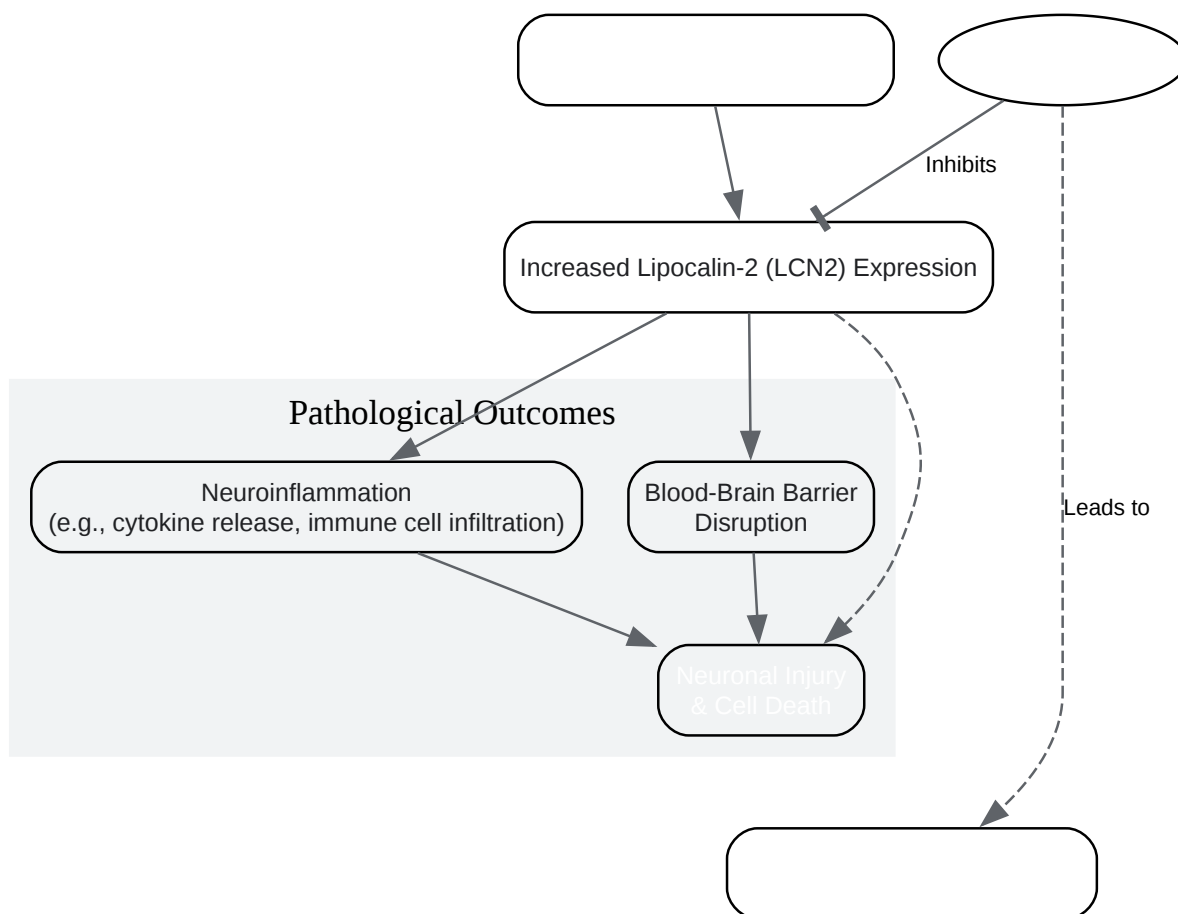 Inhibits
Increased Lipocalin-2 (LCN2) Expression
Pathological Outcomes
Neuroinflammation
(e.g., cytokine release, immune cell infiltration)
Blood-Brain Barrier
Disruption
Leads to
Neuronal Injury
& Cell Death